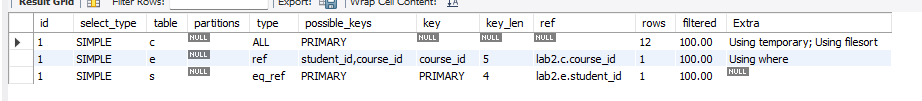 Result Grid Filter Rows: Export: Wrap Cell Content: IA
id select_type table partitions type possible_keys key key_len ref rows filtered Extra
1 SIMPLE c NULL ALL PRIMARY NULL NULL NULL 12 100.00 Using temporary; Using filesort
1 SIMPLE e NULL ref student_id,course_id course_id 5 lab2.c.course_id 1 100.00 Using where
1 SIMPLE s NULL eq_ref PRIMARY PRIMARY 4 lab2.e.student_id 1 100.00 NULL